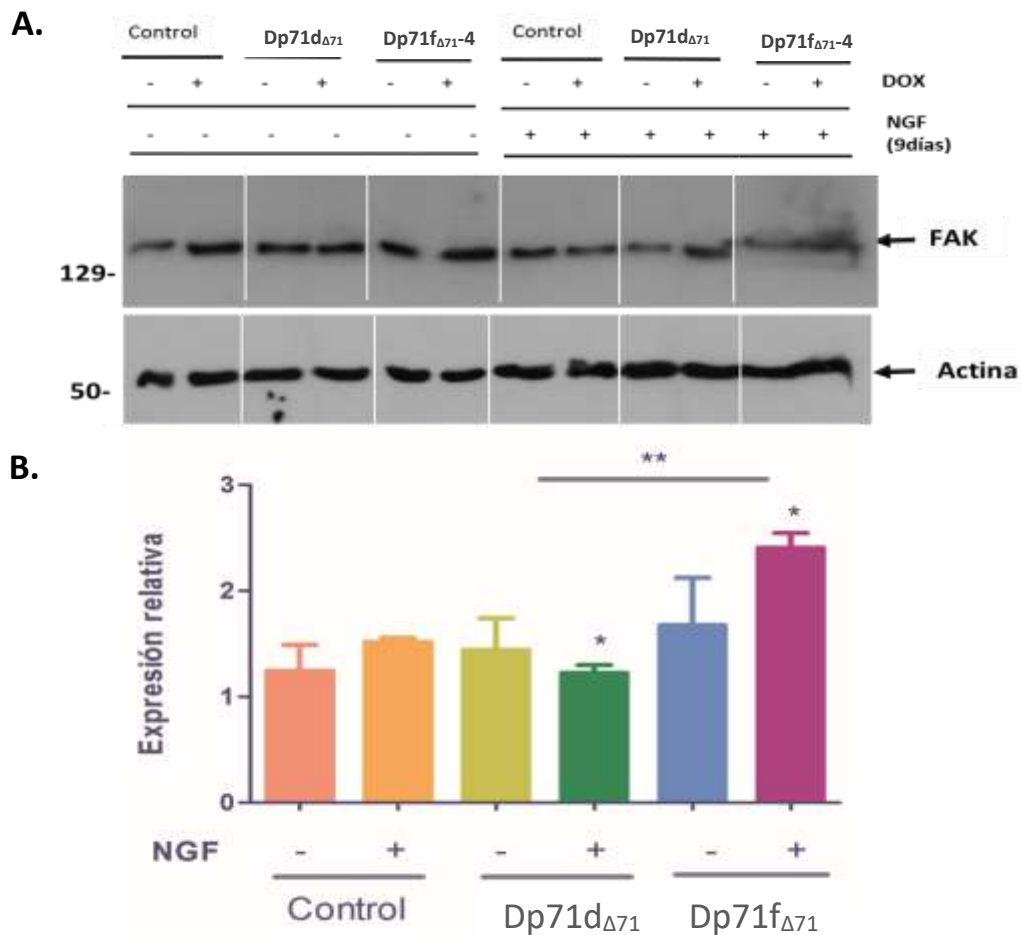 A.
Control Dp71dΔ71 Dp71fΔ71-4 Control Dp71dΔ71 Dp71fΔ71-4
- + - + - + - + - + - + DOX
- - - - - - + + + + + + NGF
(9días)
FAK
129-
Actina
50-
B.
**
3
*
2
*
1
0
Expresión relativa
NGF - + - + - +
Control Dp71dΔ71 Dp71fΔ71